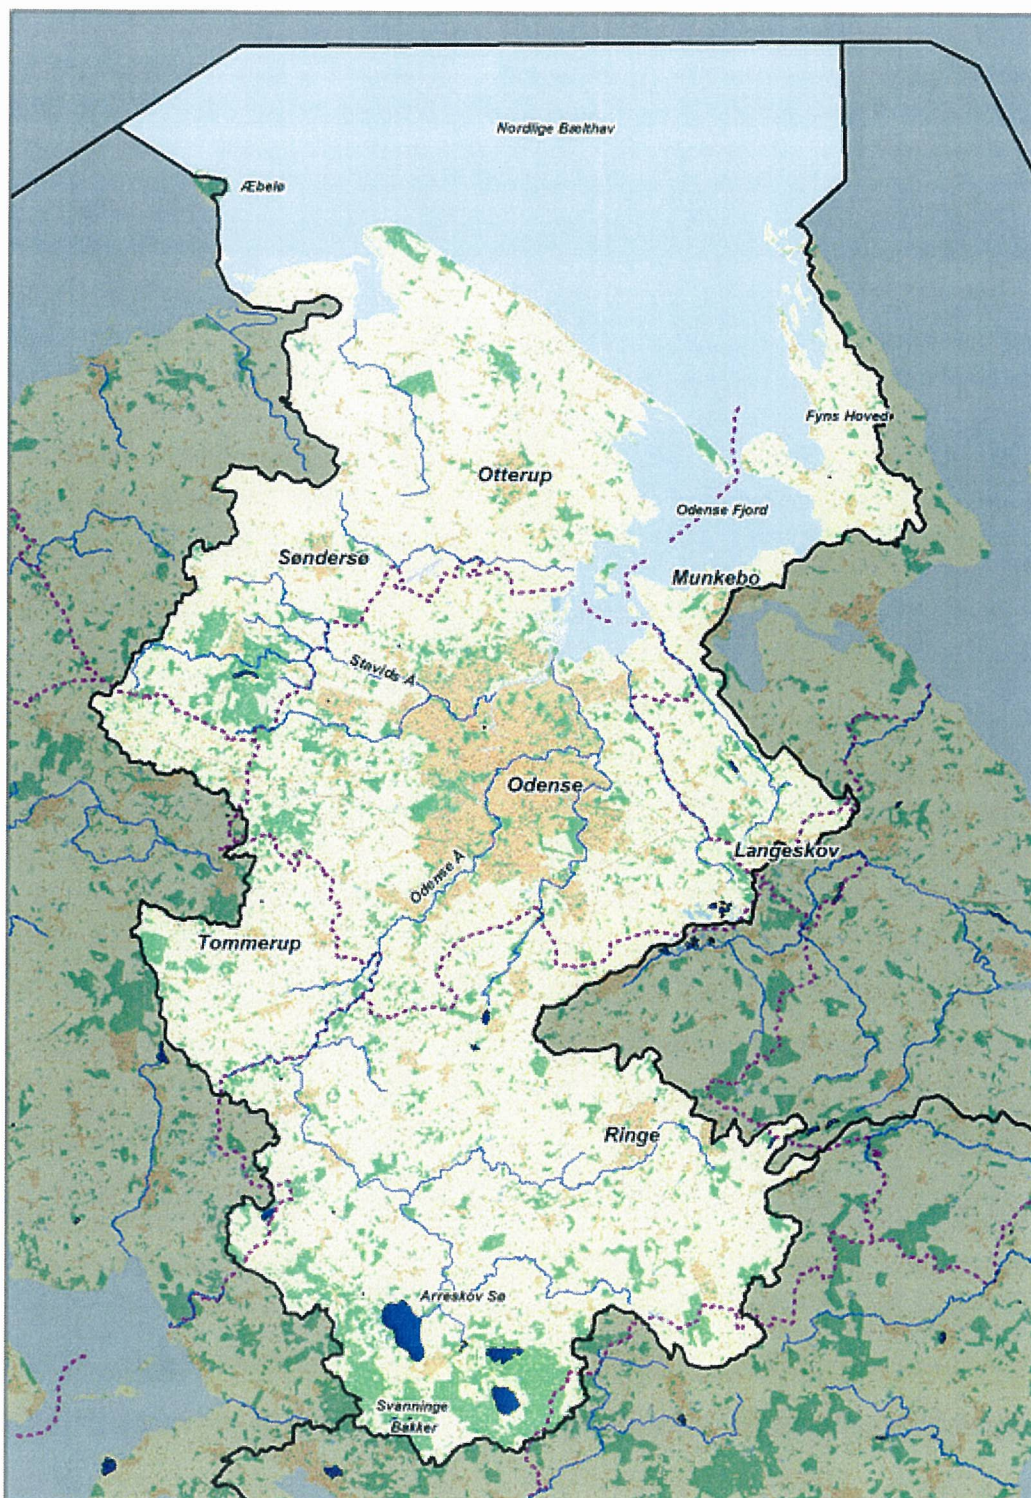 Nordlige Bælthav
Æbelø
Fyns Hoved
Otterup
Odense Fjord
Søndersø
Munkebo
Stavids Å
Odense
Langeskov
Odense Å
Tommerup
Ringe
Arreskov Sø
Svanninge
Bakker